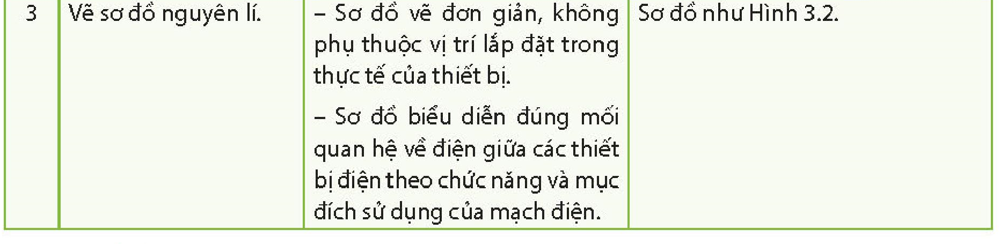 3
Vẽ sơ đồ nguyên lí.
– Sơ đồ vẽ đơn giản, không
phụ thuộc vị trí lắp đặt trong
thực tế của thiết bị.
– Sơ đồ biểu diễn đúng mối
quan hệ về điện giữa các thiết
bị điện theo chức năng và mục
đích sử dụng của mạch điện.
Sơ đồ như Hình 3.2.